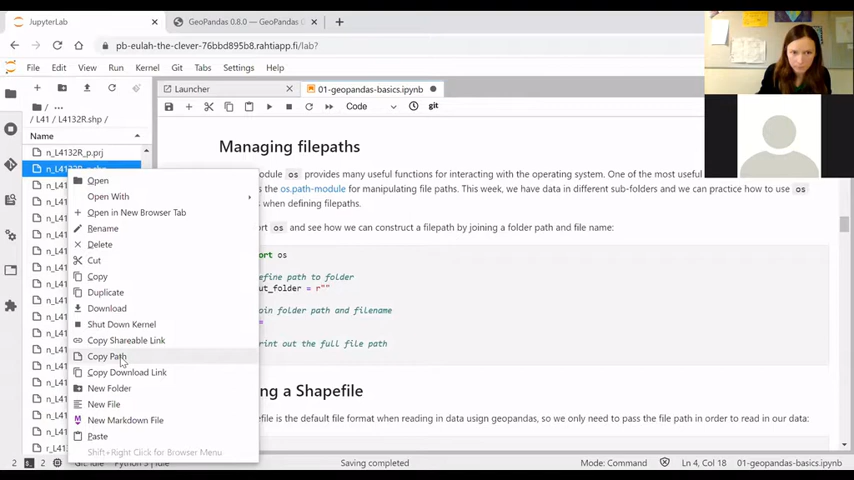 JupyterLab
GeoPandas 0.8.0 — GeoPandas
pb-eulah-the-clever-76bbd895b8.rahtiapp.fi/lab?
File Edit View Run Kernel Git Tabs Settings Help
Launcher
01-geopandas-basics.ipynb
Code
git
/ L41 / L4132R.shp /
Name
n_L4132R_p.prj
Open
Open With
Open in New Browser Tab
Rename
Delete
Cut
Copy
Duplicate
Download
Shut Down Kernel
Copy Shareable Link
Copy Path
Copy Download Link
New Folder
New File
New Markdown File
Paste
Shift+Right Click for Browser Menu
Managing filepaths
module os provides many useful functions for interacting with the operating system. One of the most useful
the os.path-module for manipulating file paths. This week, we have data in different sub-folders and we can practice how to use os
when defining filepaths.
ort os and see how we can construct a filepath by joining a folder path and file name:
ort os
efine path to folder
ut_folder = r""
oin folder path and filename
=
rint out the full file path
ng a Shapefile
file is the default file format when reading in data usign geopandas, so we only need to pass the file path in order to read in our data:
Saving completed
Mode: Command
Ln 4, Col 18
01-geopandas-basics.ipynb